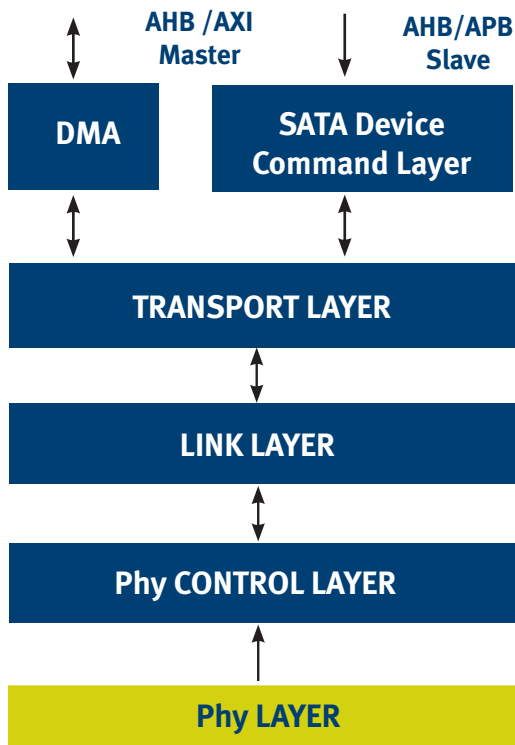 AHB /AXI
Master
AHB/APB
Slave
DMA
SATA Device
Command Layer
TRANSPORT LAYER
LINK LAYER
Phy CONTROL LAYER
Phy LAYER